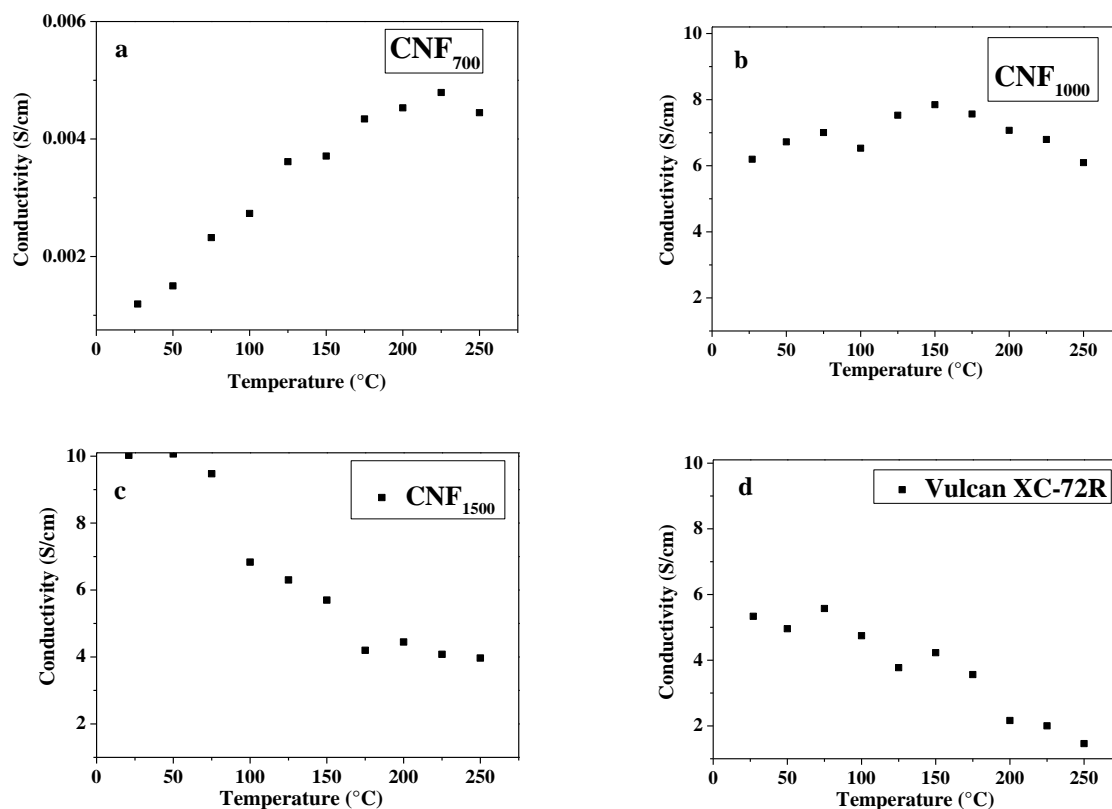 a
CNF700
Conductivity (S/cm)
0.006
0.004
0.002
0 50 100 150 200 250
Temperature (°C)
b
CNF1000
Conductivity (S/cm)
10
8
6
4
2
0 50 100 150 200 250
Temperature (°C)
c
CNF1500
Conductivity (S/cm)
10
8
6
4
2
0 50 100 150 200 250
Temperature (°C)
d
Vulcan XC-72R
Conductivity (S/cm)
10
8
6
4
2
0 50 100 150 200 250
Temperature (°C)